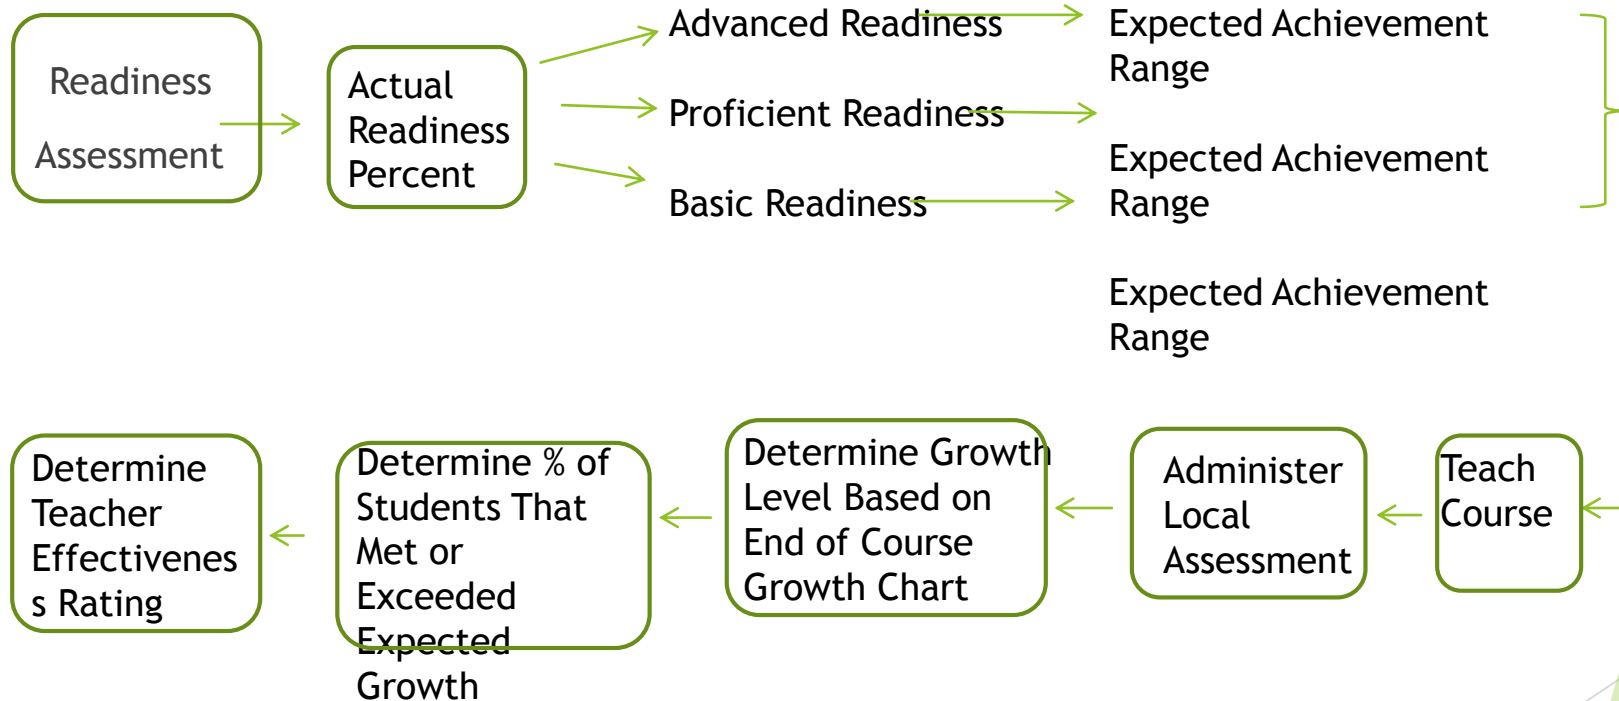 Readiness
Assessment
Actual
Readiness
Percent
Advanced Readiness
Proficient Readiness
Basic Readiness
Expected Achievement
Range
Expected Achievement
Range
Expected Achievement
Range
Determine
Teacher
Effectivenes
s Rating
Determine % of
Students That
Met or
Exceeded
Expected
Growth
Determine Growth
Level Based on
End of Course
Growth Chart
Administer
Local
Assessment
Teach
Course